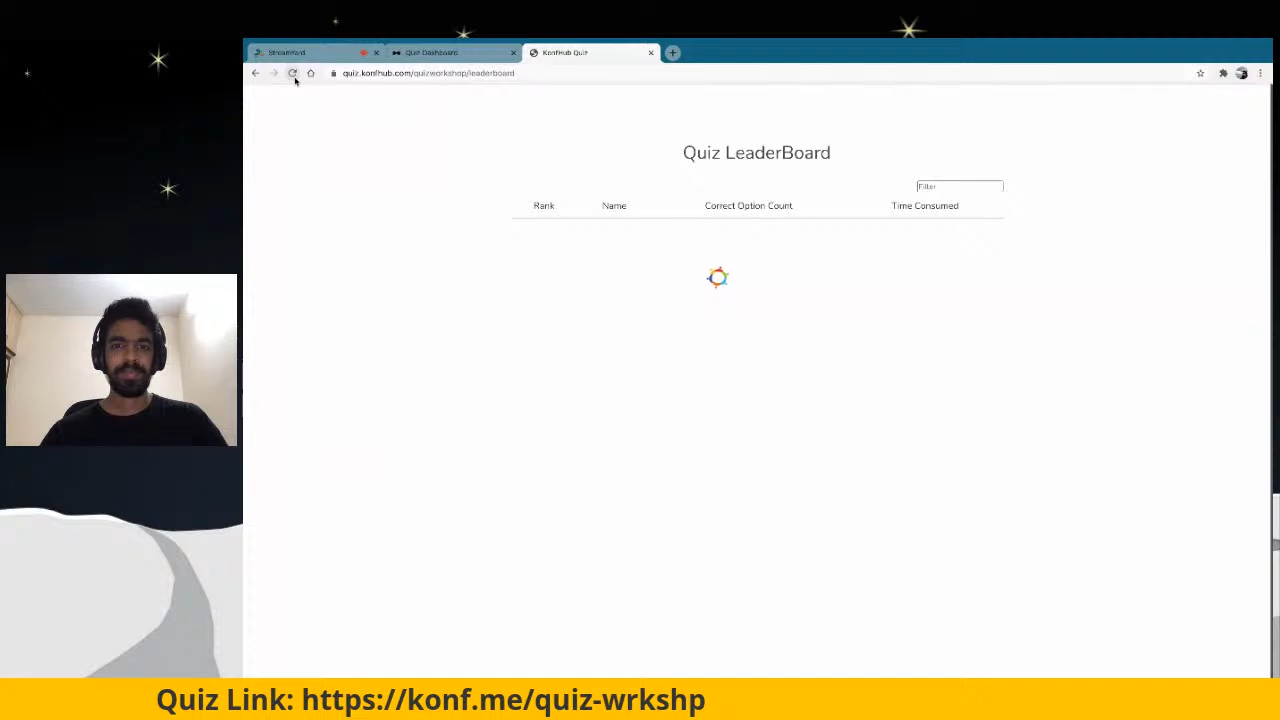 StreamYard
Quiz Dashboard
KonfHub Quiz
quiz.konfhub.com/quizworkshop/leaderboard
Quiz LeaderBoard
Filter
Rank Name Correct Option Count Time Consumed
Quiz Link: https://konf.me/quiz-wrkshp